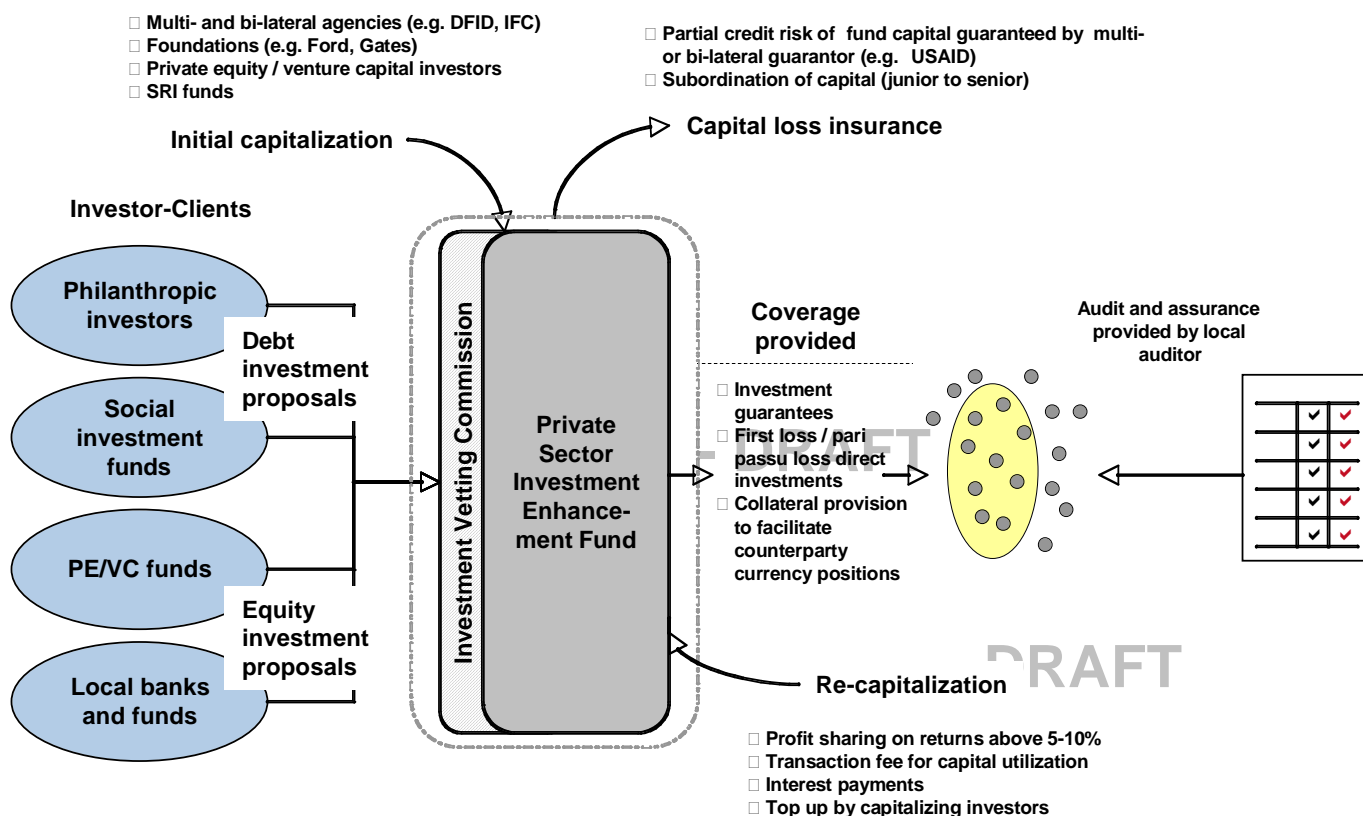 □ Multi- and bi-lateral agencies (e.g. DFID, IFC)
□ Foundations (e.g. Ford, Gates)
□ Private equity / venture capital investors
□ SRI funds
□ Partial credit risk of fund capital guaranteed by multi-
or bi-lateral guarantor (e.g. USAID)
□ Subordination of capital (junior to senior)
Initial capitalization
Capital loss insurance
Investor-Clients
Philanthropic
investors
Debt
investment
proposals
Social
investment
funds
PE/VC funds
Equity
investment
proposals
Local banks
and funds
Investment Vetting Commission
Private
Sector
Investment
Enhance-
ment Fund
Coverage
provided
□ Investment
guarantees
□ First loss / pari
passu loss direct
investments
□ Collateral provision
to facilitate
counterparty
currency positions
- DRAFT
Audit and assurance
provided by local
auditor
DRAFT
Re-capitalization
□ Profit sharing on returns above 5-10%
□ Transaction fee for capital utilization
□ Interest payments
□ Top up by capitalizing investors